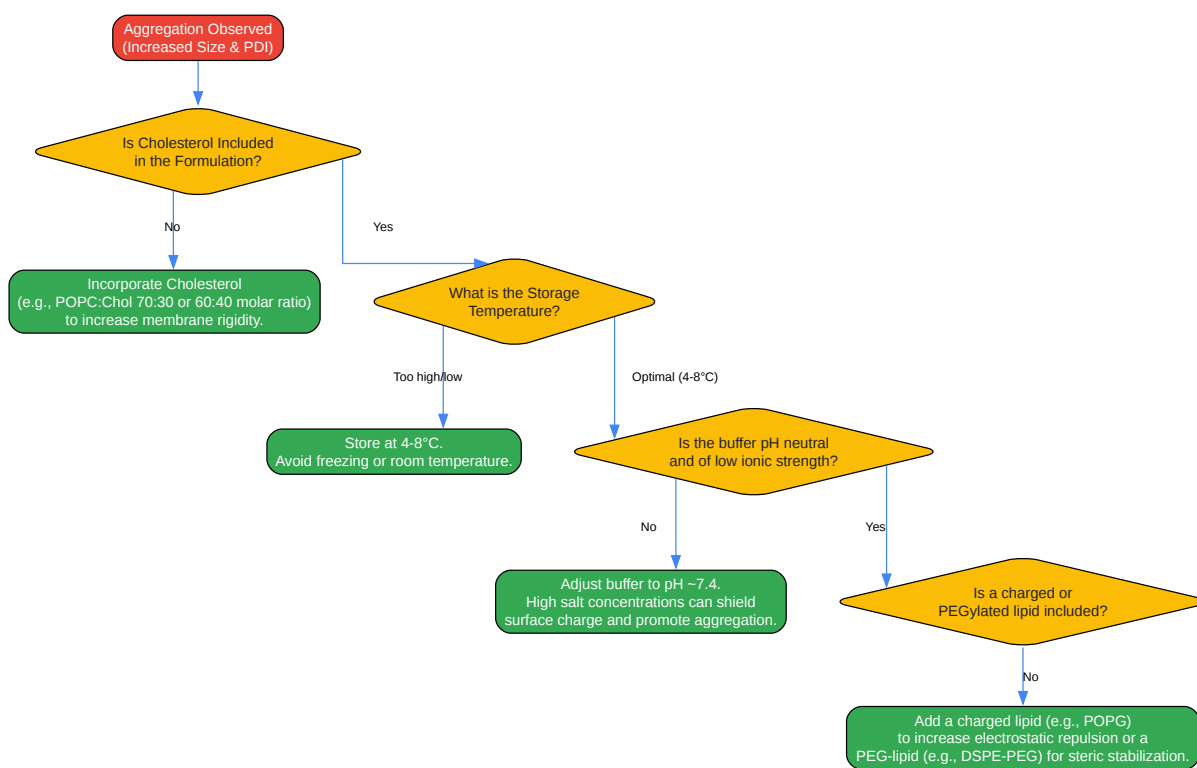 Aggregation Observed
(Increased Size & PDI)
Is Cholesterol Included
in the Formulation?
No
Yes
Incorporate Cholesterol
(e.g., POPC:Chol 70:30 or 60:40 molar ratio)
to increase membrane rigidity.
What is the Storage
Temperature?
Too high/low
Optimal (4-8°C)
Store at 4-8°C.
Avoid freezing or room temperature.
Is the buffer pH neutral
and of low ionic strength?
No
Yes
Adjust buffer to pH ~7.4.
High salt concentrations can shield
surface charge and promote aggregation.
Is a charged or
PEGylated lipid included?
No
Add a charged lipid (e.g., POPG)
to increase electrostatic repulsion or a
PEG-lipid (e.g., DSPE-PEG) for steric stabilization.